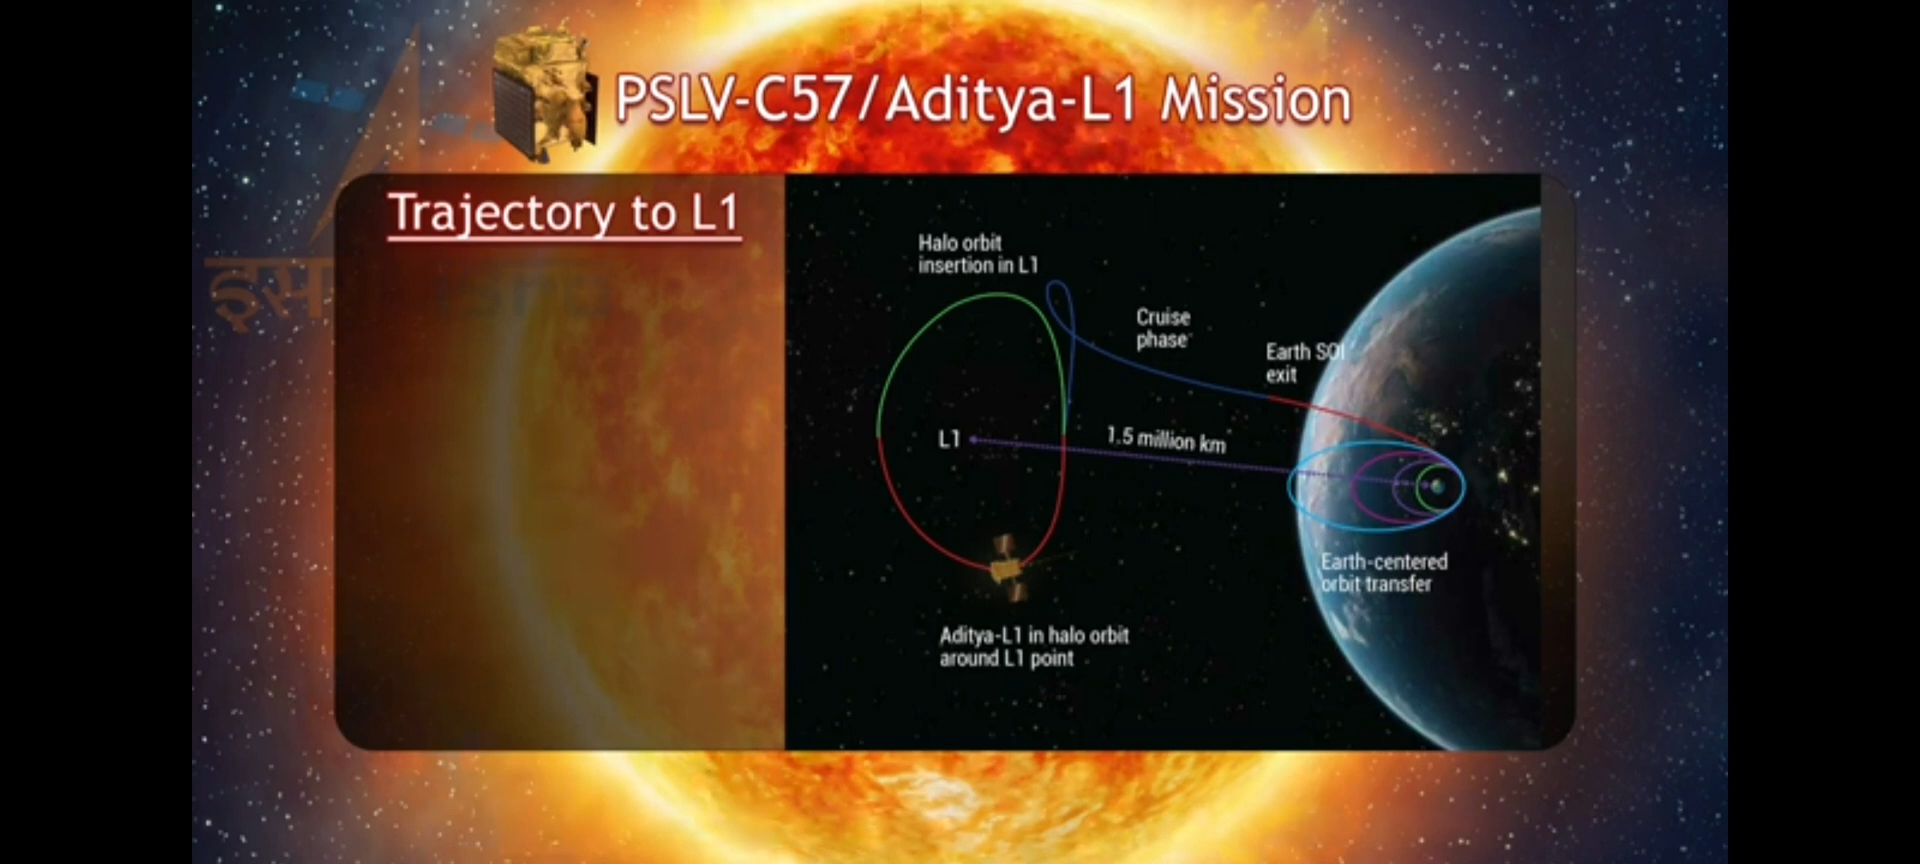 PSLV-C57/Aditya-L1 Mission
Trajectory to L1
Halo orbit
insertion in L1
Cruise
phase
Earth SOI
exit
L1
1.5 million km
Earth-centered
orbit transfer
Aditya-L1 in halo orbit
around L1 point